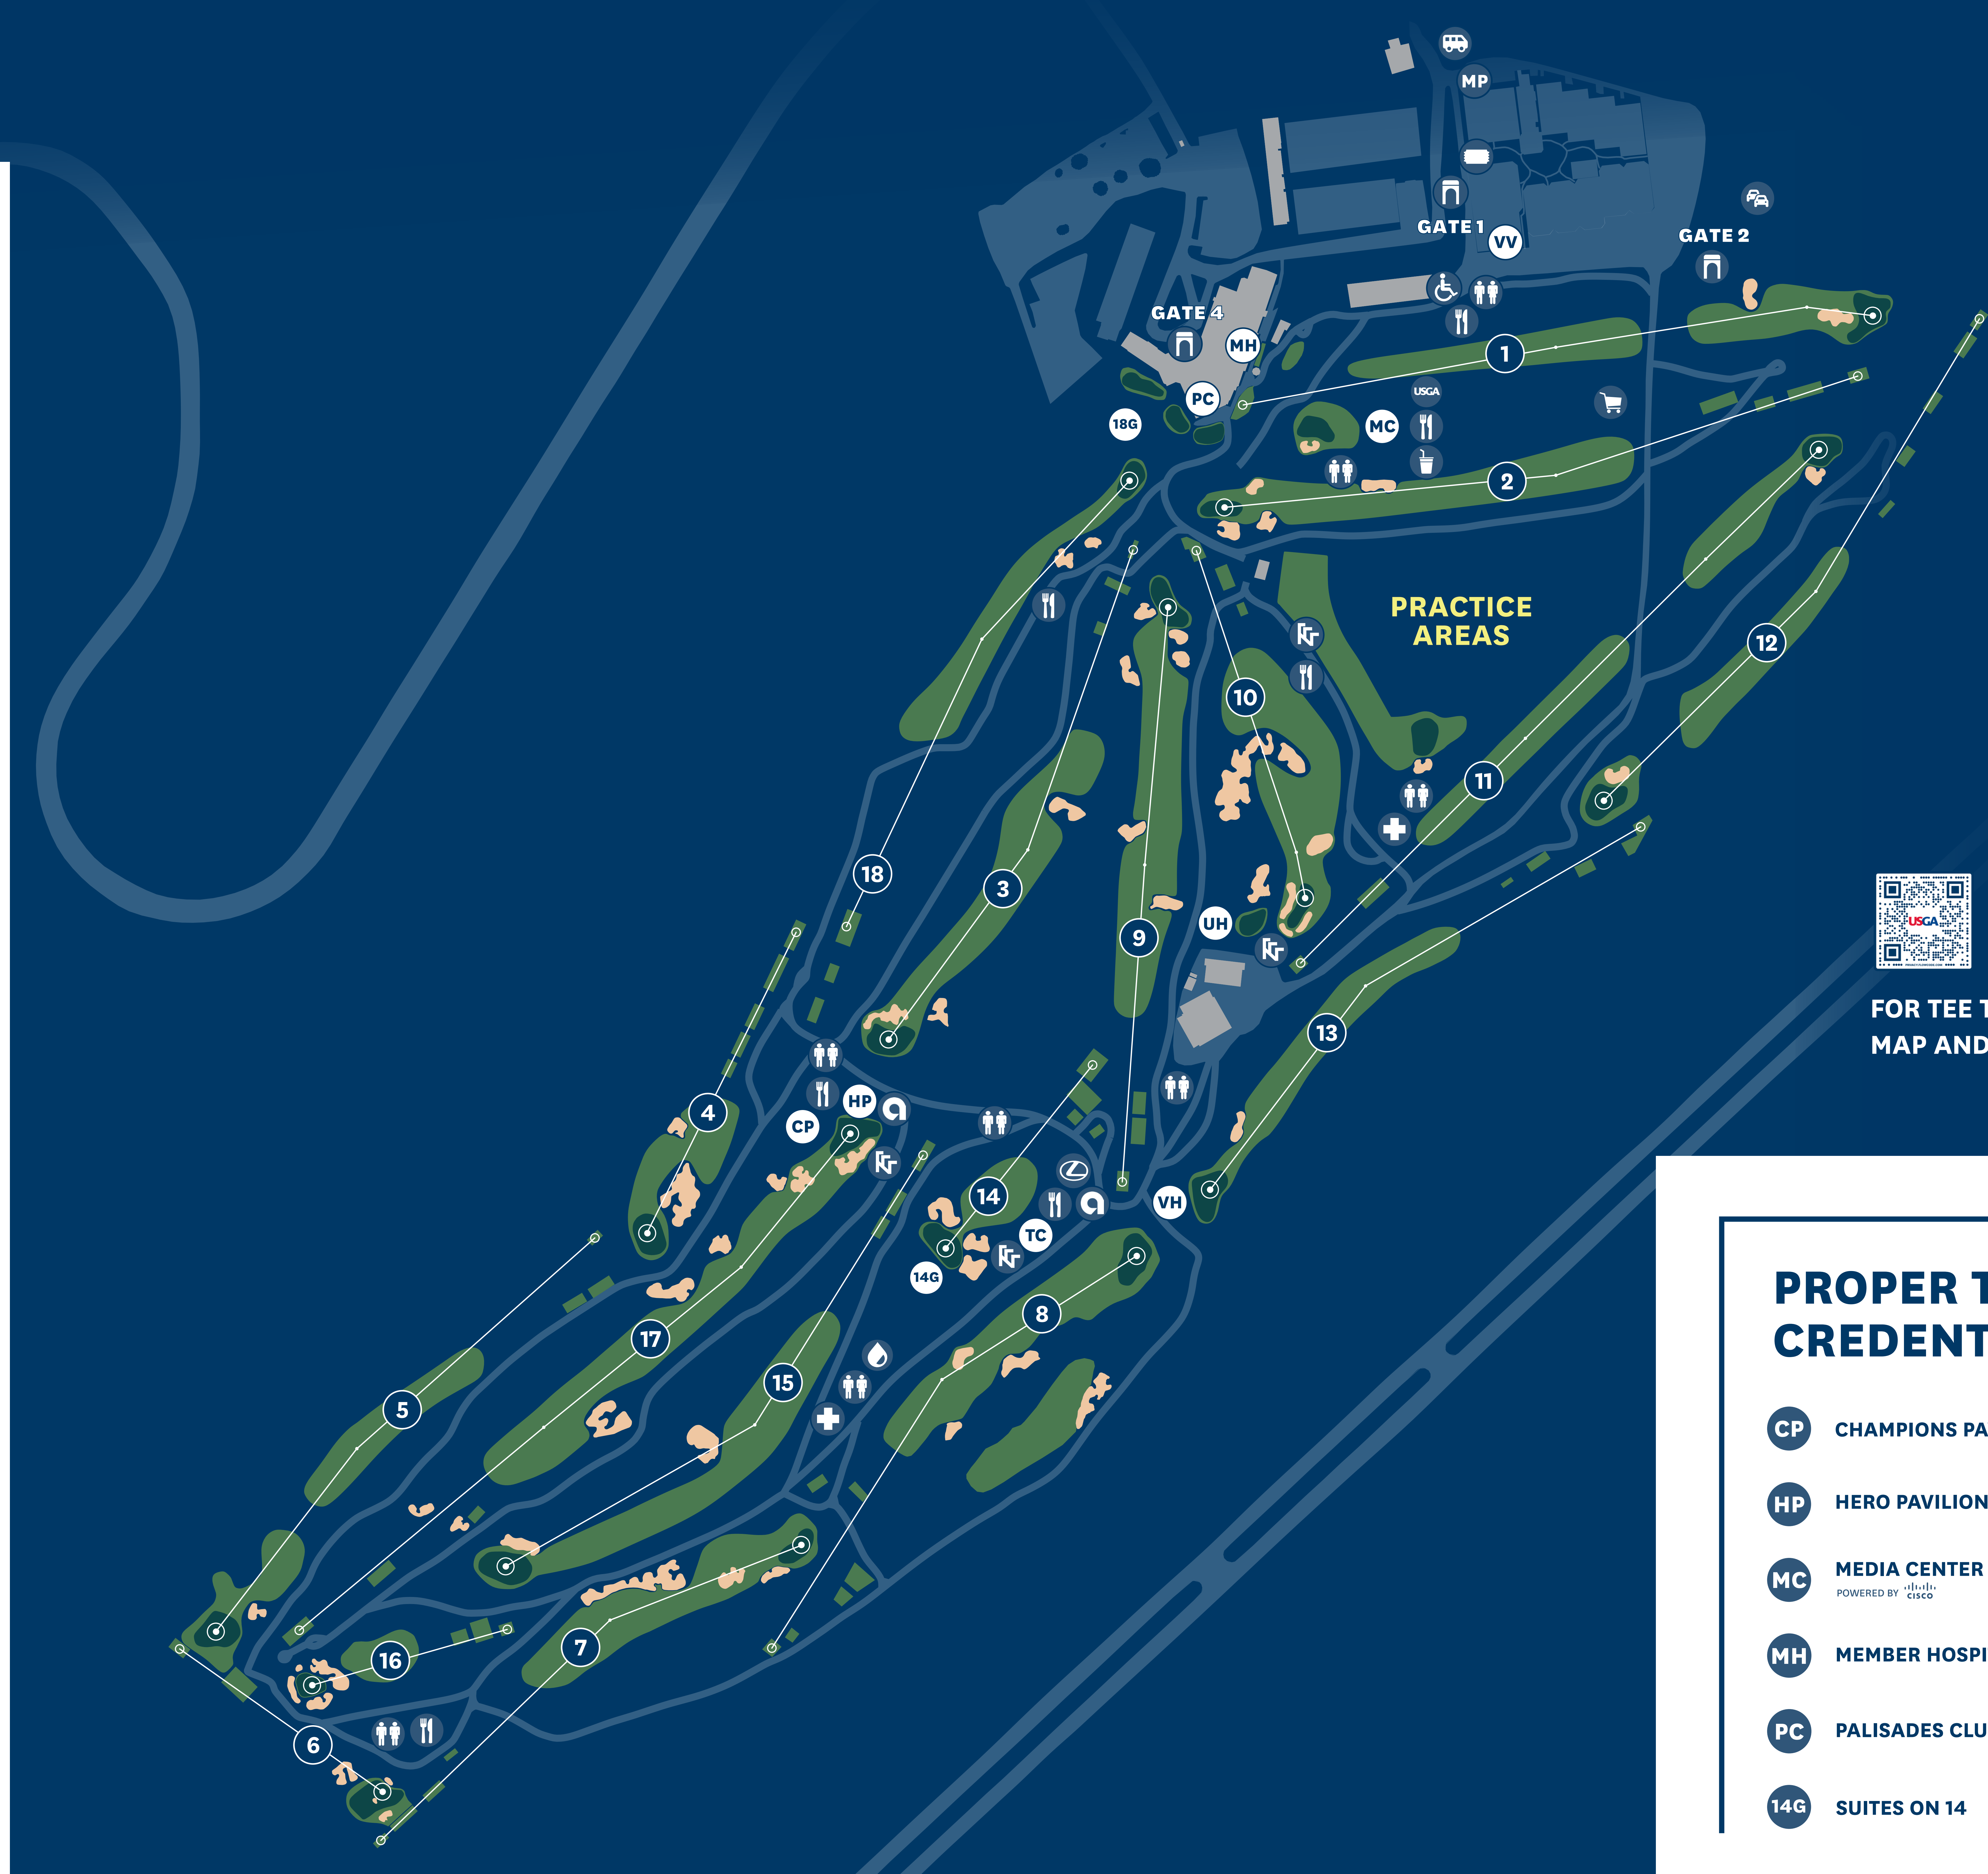 MP
GATE 1
VV
GATE 2
GATE 4
MH
1
PC
USGA
18G
MC
2
PRACTICE
AREAS
12
10
11
18
3
UH
9
USGA
FOR TEE T
MAP AND
13
4
HP
CP
14
VH
TC
14G
8
17
15
5
16
7
6
PROPER T
CREDENT
CP CHAMPIONS PA
HP HERO PAVILION
MC MEDIA CENTER
POWERED BY CISCO
MH MEMBER HOSPI
PC PALISADES CLU
14G SUITES ON 14